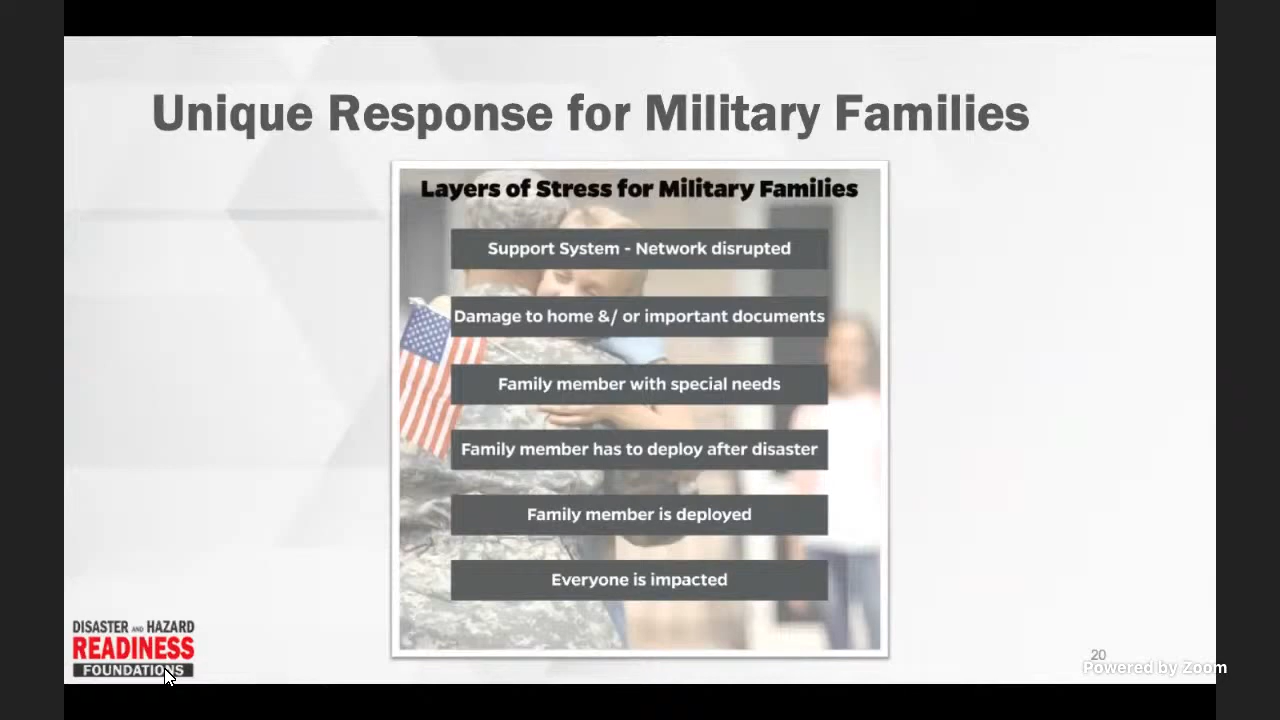 Unique Response for Military Families
Layers of Stress for Military Families
Support System - Network disrupted
Damage to home &/ or important documents
Family member with special needs
Family member has to deploy after disaster
Family member is deployed
Everyone is impacted
DISASTER AND HAZARD
READINESS
FOUNDATIONS
20
Powered by Zoom